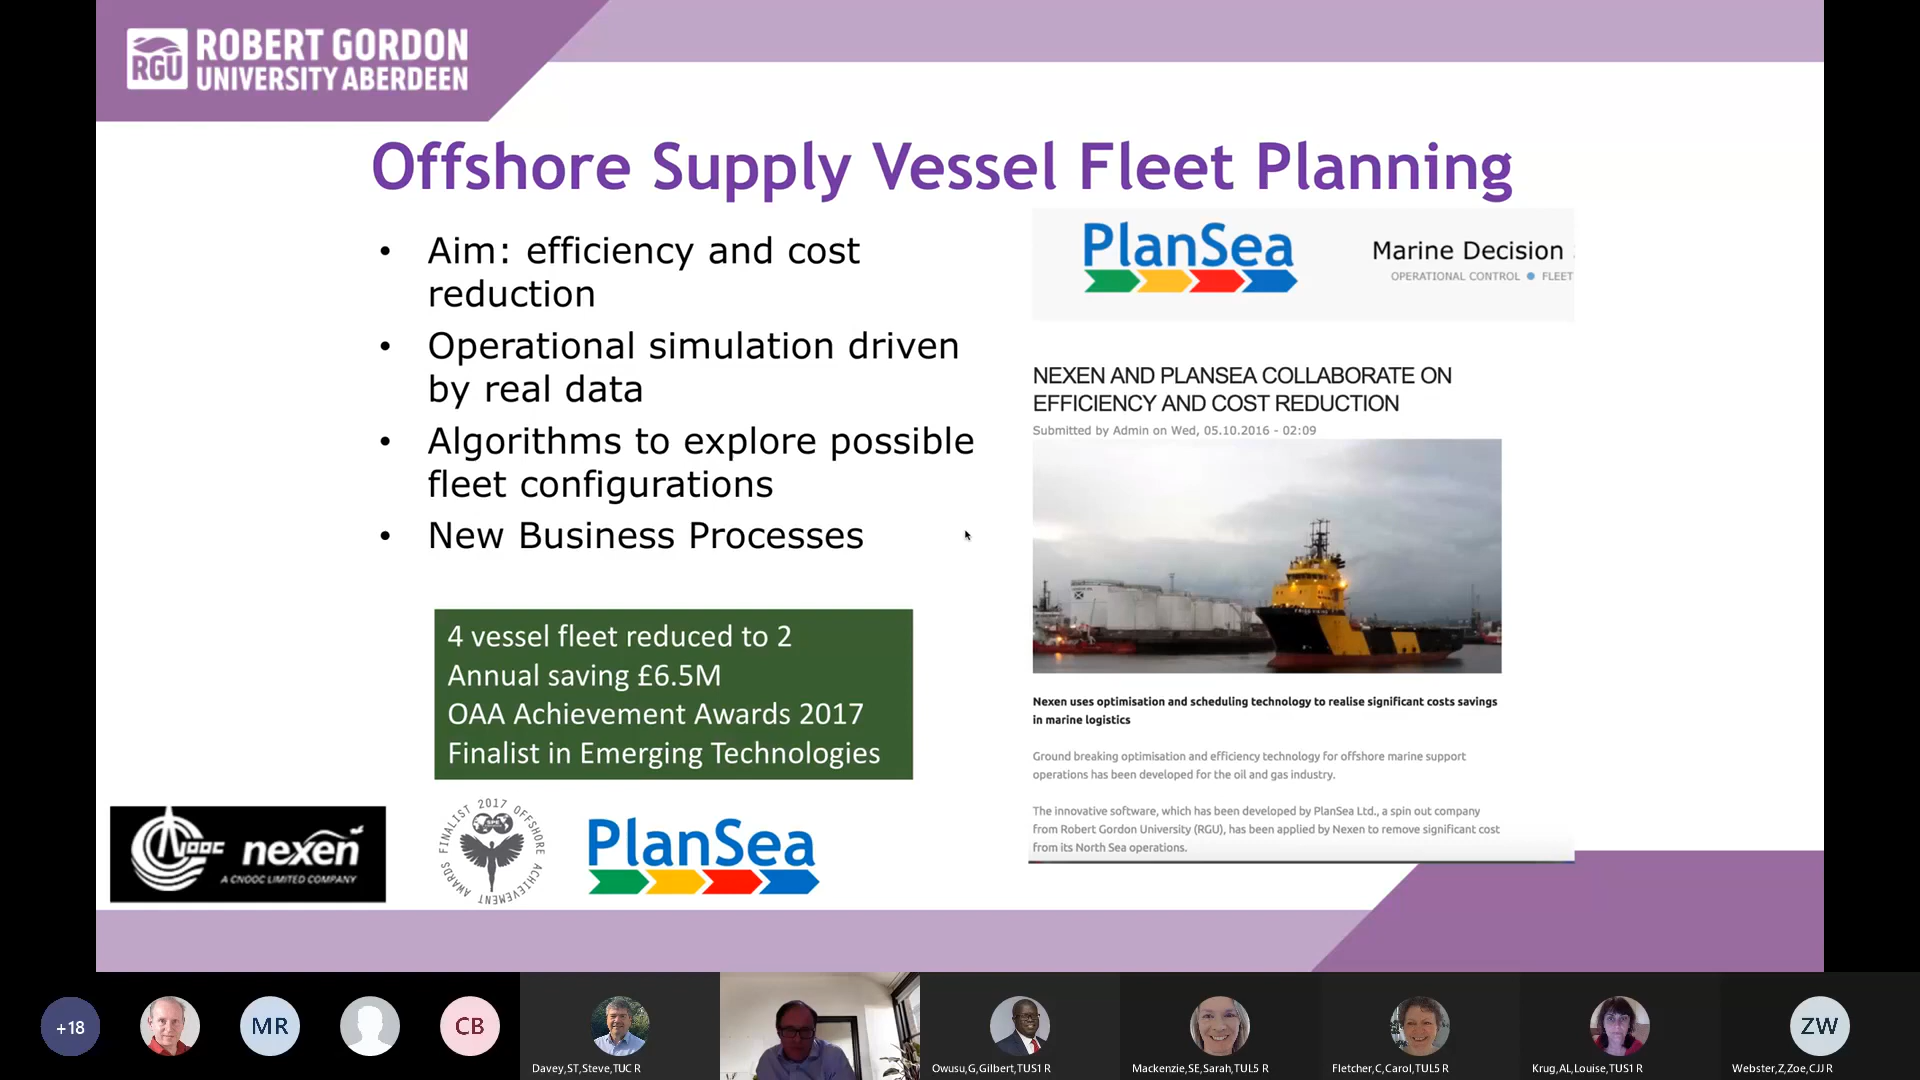 RGU
ROBERT GORDON
UNIVERSITY ABERDEEN
Offshore Supply Vessel Fleet Planning
• Aim: efficiency and cost
reduction
• Operational simulation driven
by real data
• Algorithms to explore possible
fleet configurations
• New Business Processes
4 vessel fleet reduced to 2
Annual saving £6.5M
OAA Achievement Awards 2017
Finalist in Emerging Technologies
PlanSea
Marine Decision
OPERATIONAL CONTROL ● FLEET
NEXEN AND PLANSEA COLLABORATE ON
EFFICIENCY AND COST REDUCTION
Submitted by Admin on Wed, 05.10.2016 - 02:09
Nexen uses optimisation and scheduling technology to realise significant costs savings
in marine logistics
Ground breaking optimisation and efficiency technology for offshore marine support
operations has been developed for the oil and gas industry.
The innovative software, which has been developed by PlanSea Ltd., a spin out company
from Robert Gordon University (RGU), has been applied by Nexen to remove significant cost
from its North Sea operations.
CNOOC nexen
A CNOOC LIMITED COMPANY
FINALIST 2017 OFFSHORE ACHIEVEMENT AWARDS
SPE
PlanSea
+18
MR
CB
ZW
Davey,ST,Steve,TUC R
Owusu,G,Gilbert,TUS1 R
Mackenzie,SE,Sarah,TUL5 R
Fletcher,C,Carol,TUL5 R
Krug,AL,Louise,TUS1 R
Webster,Z,Zoe,CJJ R